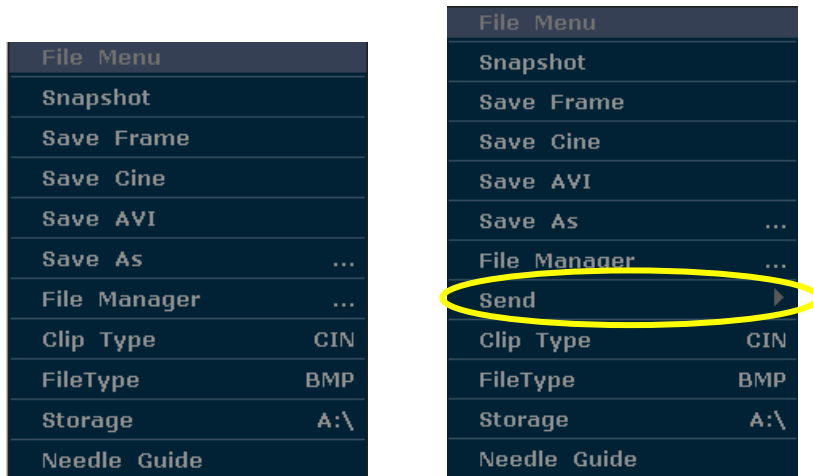 File Menu
Snapshot
Save Frame
Save Cine
Save AVI
Save As ...
File Manager ...
Clip Type CIN
FileType BMP
Storage A:\
Needle Guide
File Menu
Snapshot
Save Frame
Save Cine
Save AVI
Save As ...
File Manager ...
Send
Clip Type CIN
FileType BMP
Storage A:\
Needle Guide